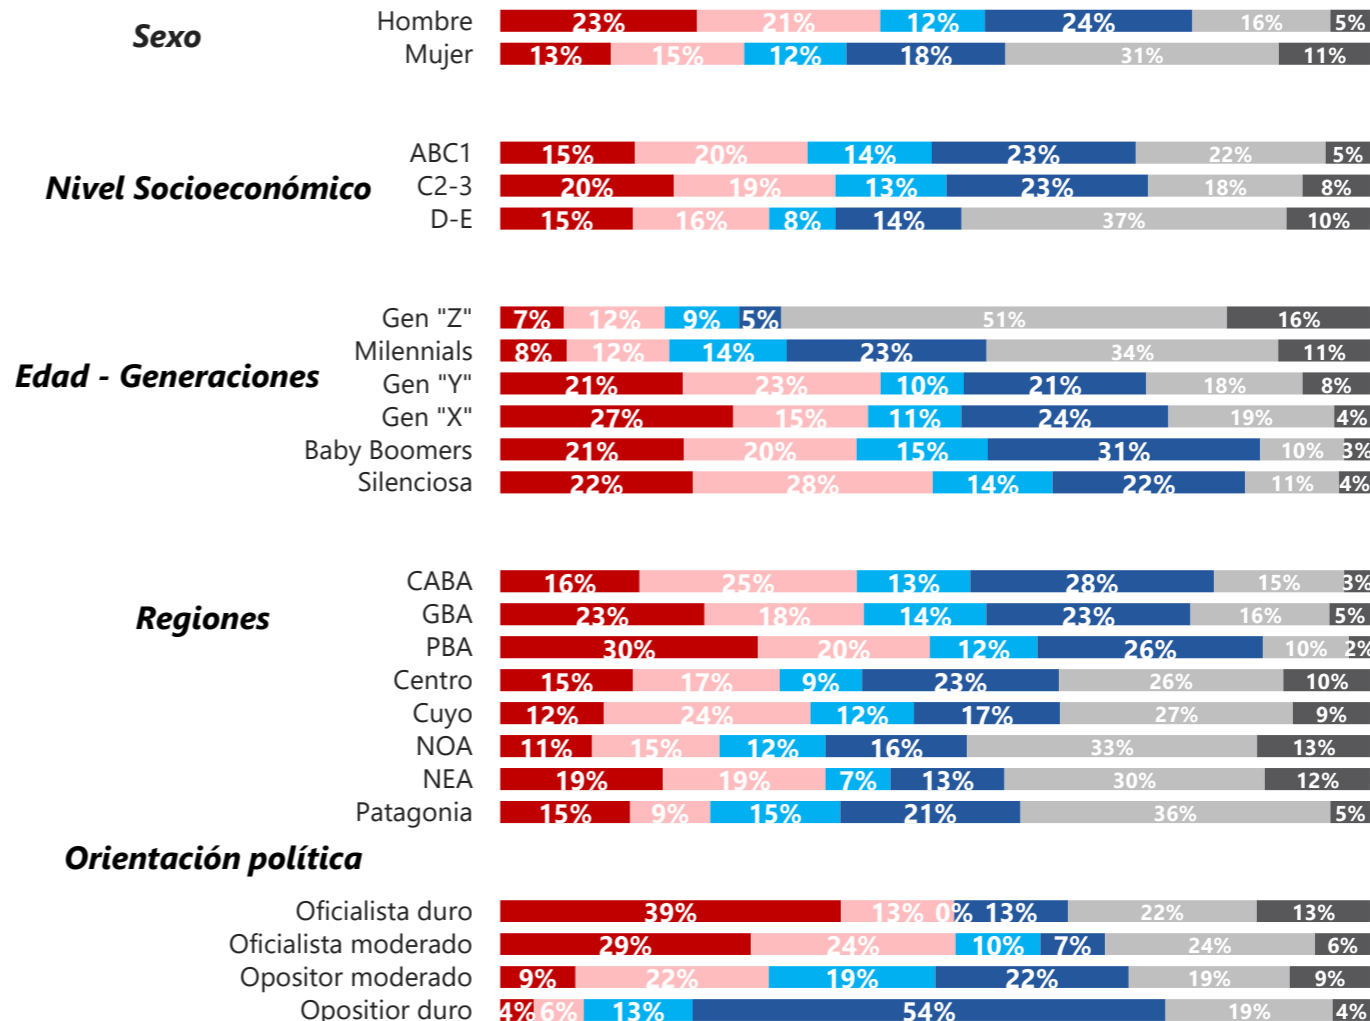 Sexo
Hombre 23% 21% 12% 24% 16% 5%
Mujer 13% 15% 12% 18% 31% 11%
Nivel Socioeconómico
ABC1 15% 20% 14% 23% 22% 5%
C2-3 20% 19% 13% 23% 18% 8%
D-E 15% 16% 8% 14% 37% 10%
Edad - Generaciones
Gen "Z" 7% 12% 9% 5% 51% 16%
Milennials 8% 12% 14% 23% 34% 11%
Gen "Y" 21% 23% 10% 21% 18% 8%
Gen "X" 27% 15% 11% 24% 19% 4%
Baby Boomers 21% 20% 15% 31% 10% 3%
Silenciosa 22% 28% 14% 22% 11% 4%
Regiones
CABA 16% 25% 13% 28% 15% 3%
GBA 23% 18% 14% 23% 16% 5%
PBA 30% 20% 12% 26% 10% 2%
Centro 15% 17% 9% 23% 26% 10%
Cuyo 12% 24% 12% 17% 27% 9%
NOA 11% 15% 12% 16% 33% 13%
NEA 19% 19% 7% 13% 30% 12%
Patagonia 15% 9% 15% 21% 36% 5%
Orientación política
Oficialista duro 39% 13% 0% 13% 22% 13%
Oficialista moderado 29% 24% 10% 7% 24% 6%
Opositor moderado 9% 22% 19% 22% 19% 9%
Opositior duro 4% 6% 13% 54% 19% 4%